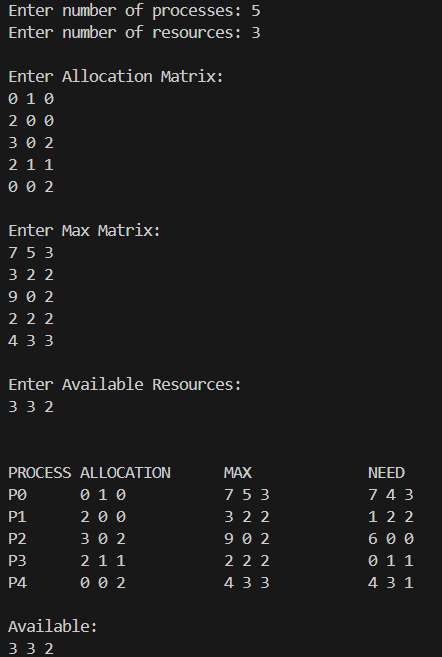 Enter number of processes: 5
Enter number of resources: 3
Enter Allocation Matrix:
0 1 0
2 0 0
3 0 2
2 1 1
0 0 2
Enter Max Matrix:
7 5 3
3 2 2
9 0 2
2 2 2
4 3 3
Enter Available Resources:
3 3 2
PROCESS ALLOCATION MAX NEED
P0 0 1 0 7 5 3 7 4 3
P1 2 0 0 3 2 2 1 2 2
P2 3 0 2 9 0 2 6 0 0
P3 2 1 1 2 2 2 0 1 1
P4 0 0 2 4 3 3 4 3 1
Available:
3 3 2